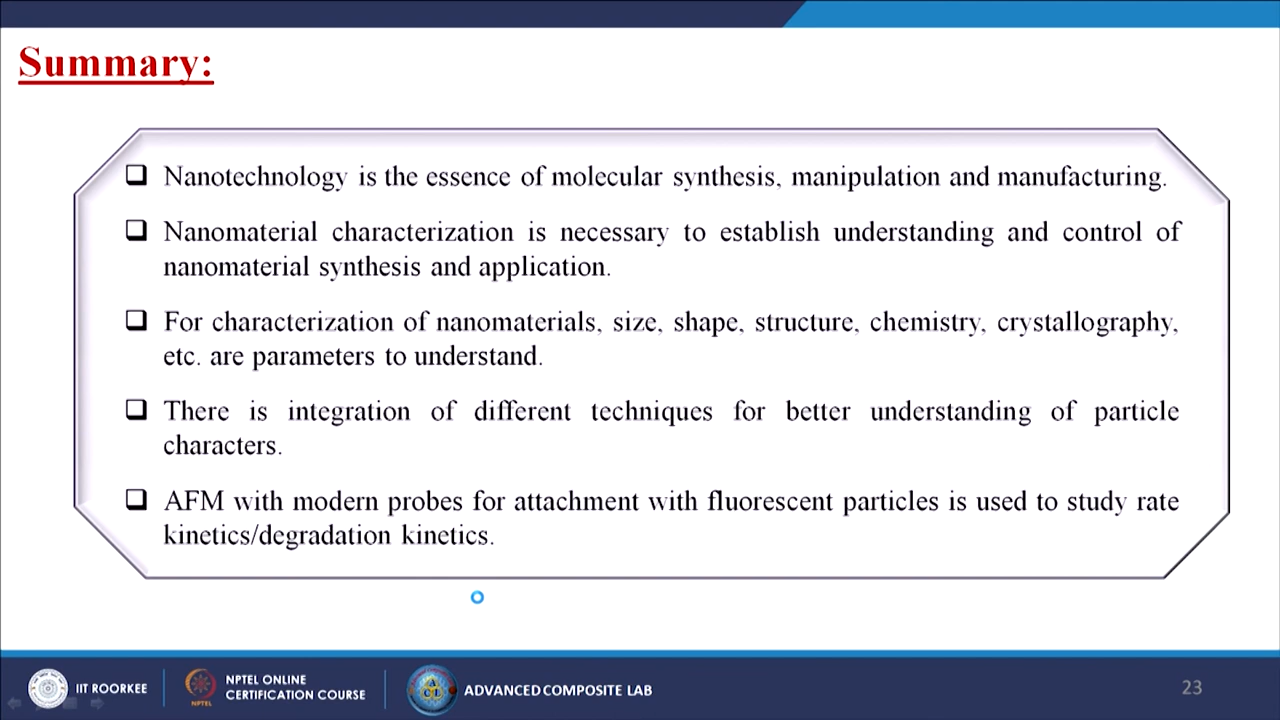 Summary:
❑ Nanotechnology is the essence of molecular synthesis, manipulation and manufacturing.
❑ Nanomaterial characterization is necessary to establish understanding and control of
nanomaterial synthesis and application.
❑ For characterization of nanomaterials, size, shape, structure, chemistry, crystallography,
etc. are parameters to understand.
❑ There is integration of different techniques for better understanding of particle
characters.
❑ AFM with modern probes for attachment with fluorescent particles is used to study rate
kinetics/degradation kinetics.
IIT ROORKEE
NPTEL ONLINE
CERTIFICATION COURSE
NPTEL
ADVANCED COMPOSITE LAB
23